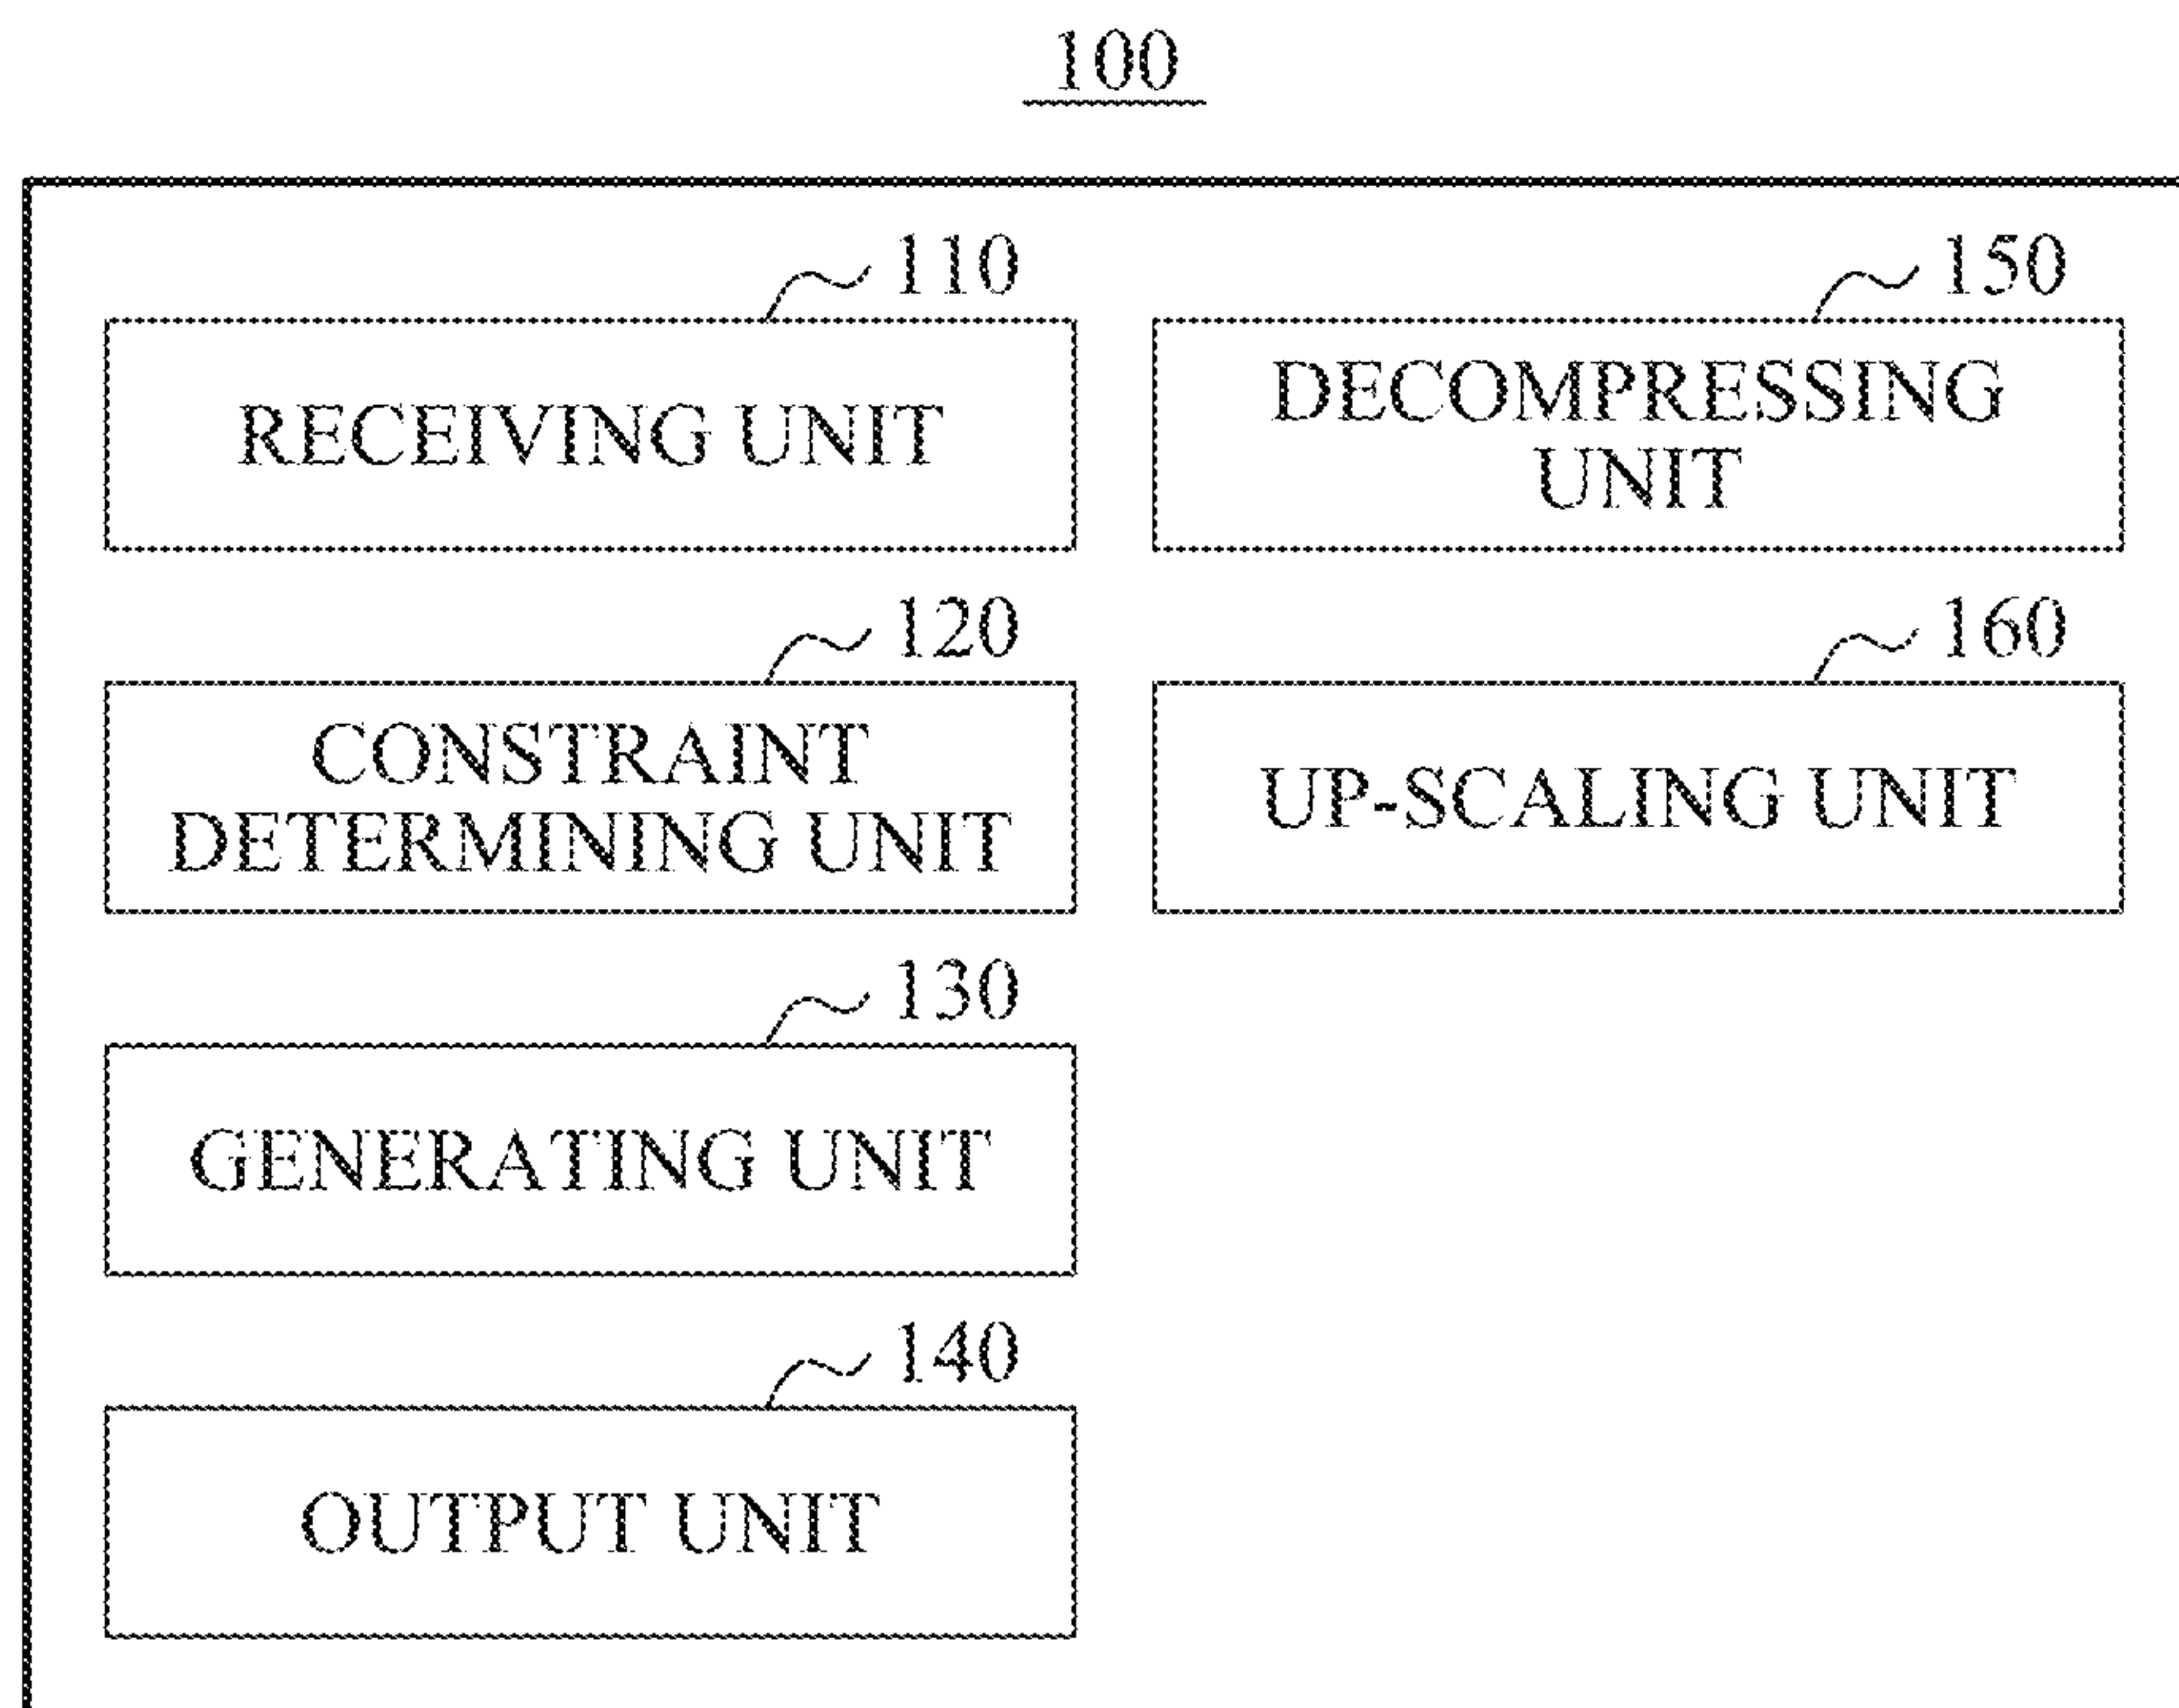 100
110
RECEIVING UNIT
120
CONSTRAINT
DETERMINING UNIT
130
GENERATING UNIT
140
OUTPUT UNIT
150
DECOMPRESSING
UNIT
160
UP-SCALING UNIT